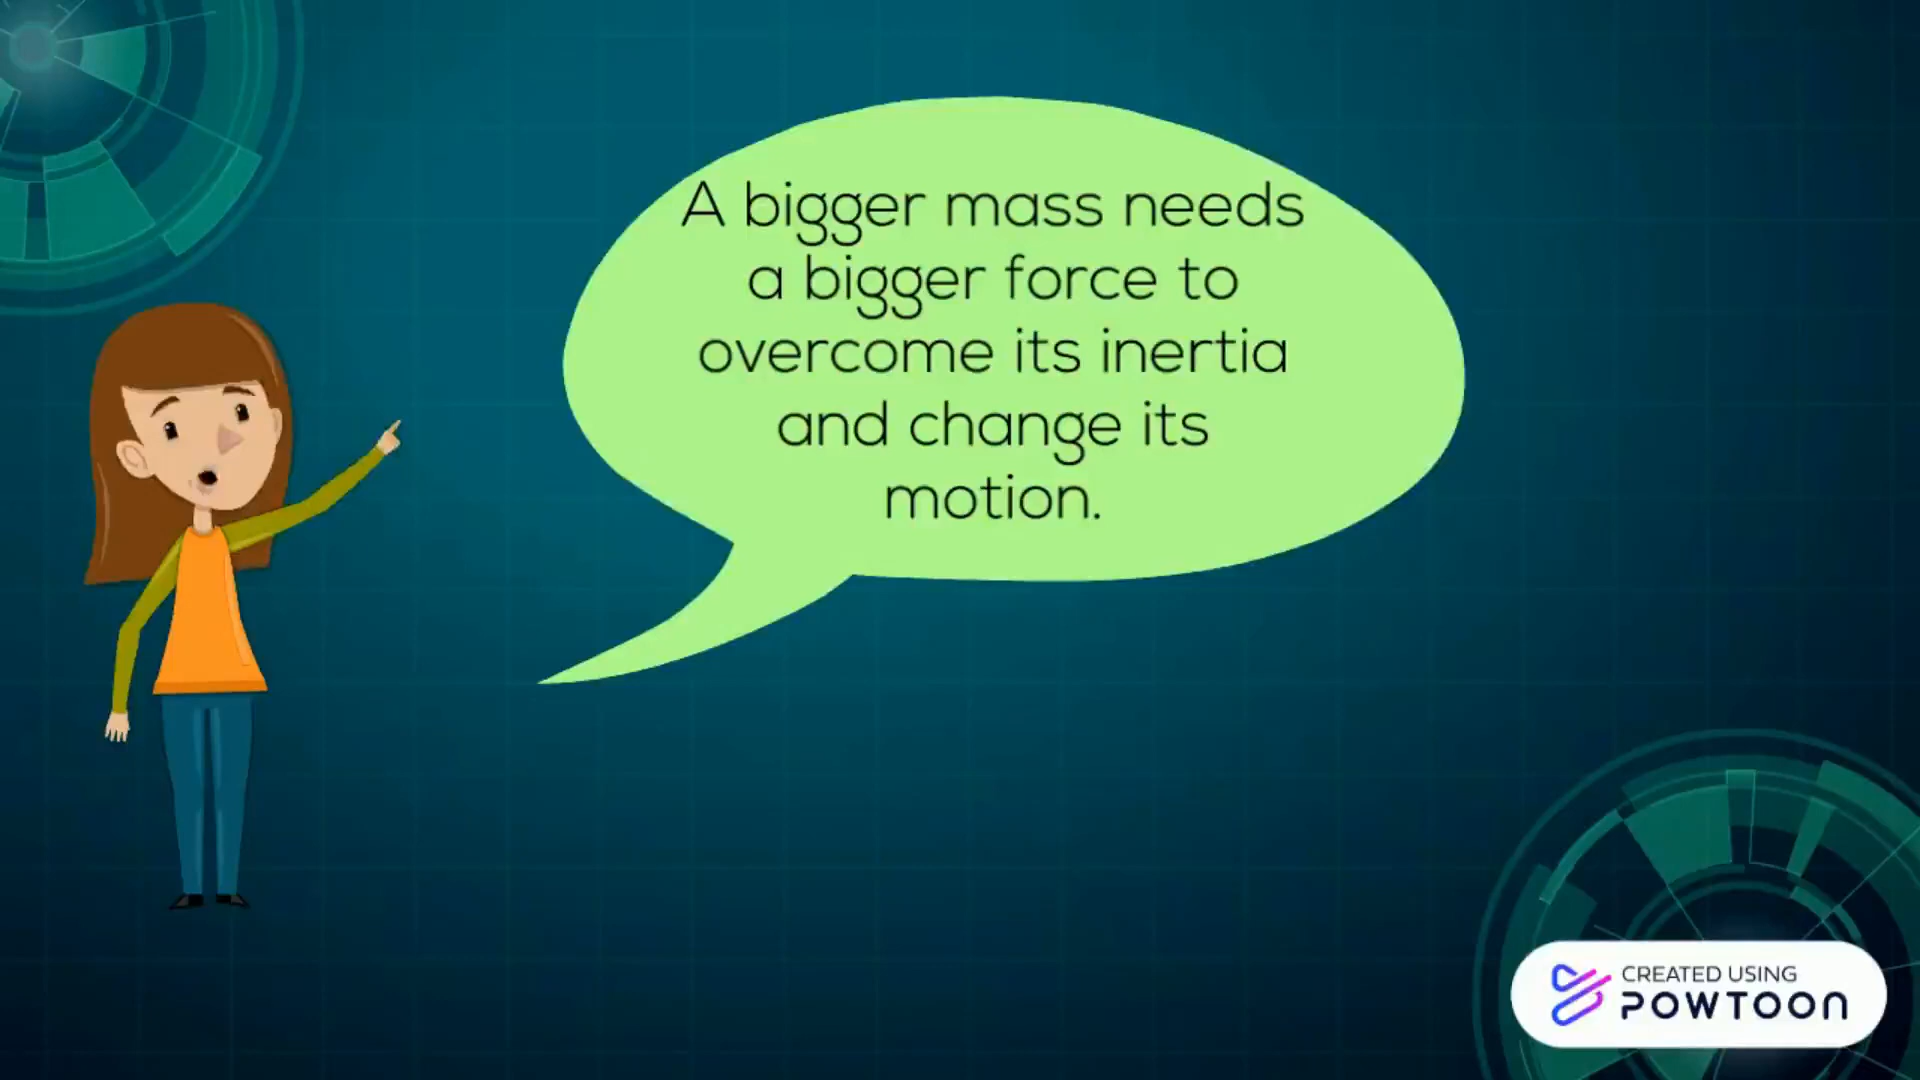 A bigger mass needs
a bigger force to
overcome its inertia
and change its
motion.
CREATED USING
POWTOON